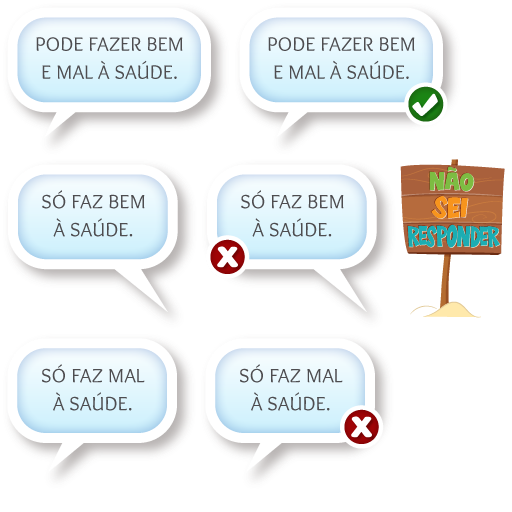 PODE FAZER BEM
E MAL À SAÚDE.
PODE FAZER BEM
E MAL À SAÚDE.
SÓ FAZ BEM
À SAÚDE.
SÓ FAZ BEM
À SAÚDE.
NÃO
SEI
RESPONDER
SÓ FAZ MAL
À SAÚDE.
SÓ FAZ MAL
À SAÚDE.